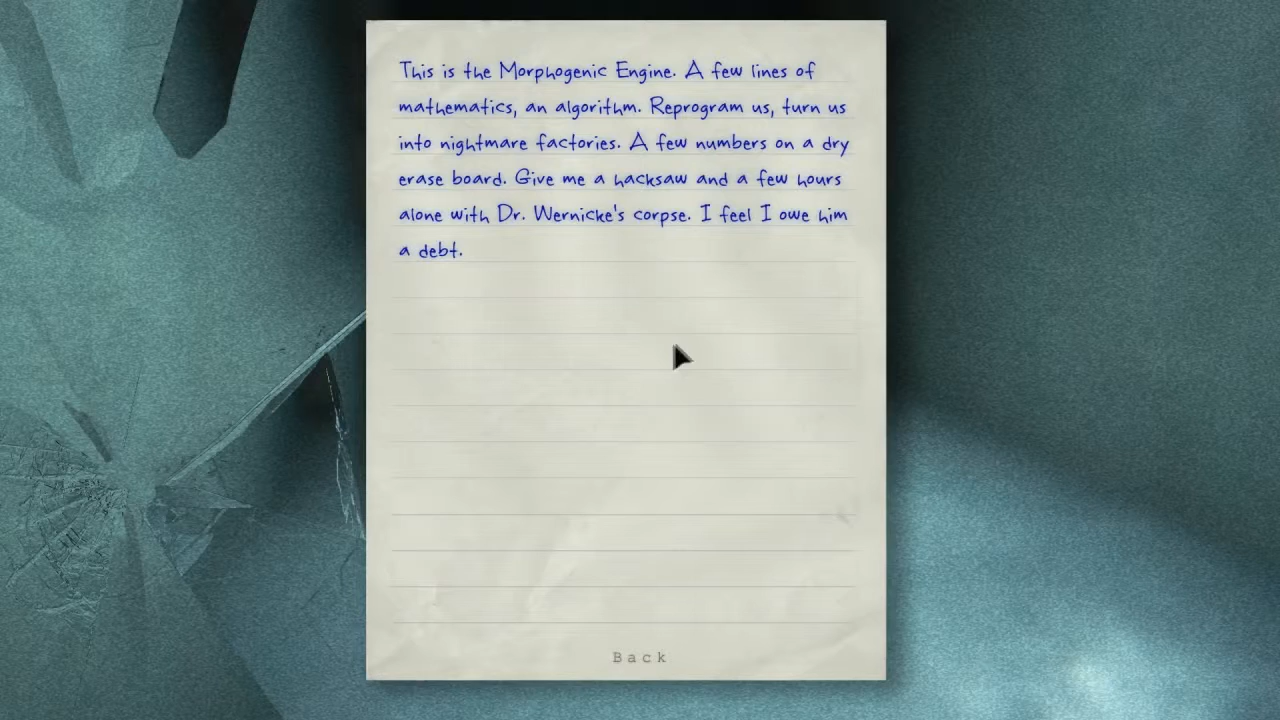 This is the Morphogenic Engine. A few lines of
mathematics, an algorithm. Reprogram us, turn us
into nightmare factories. A few numbers on a dry
erase board. Give me a hacksaw and a few hours
alone with Dr. Wernicke's corpse. I feel I owe him
a debt.
Back